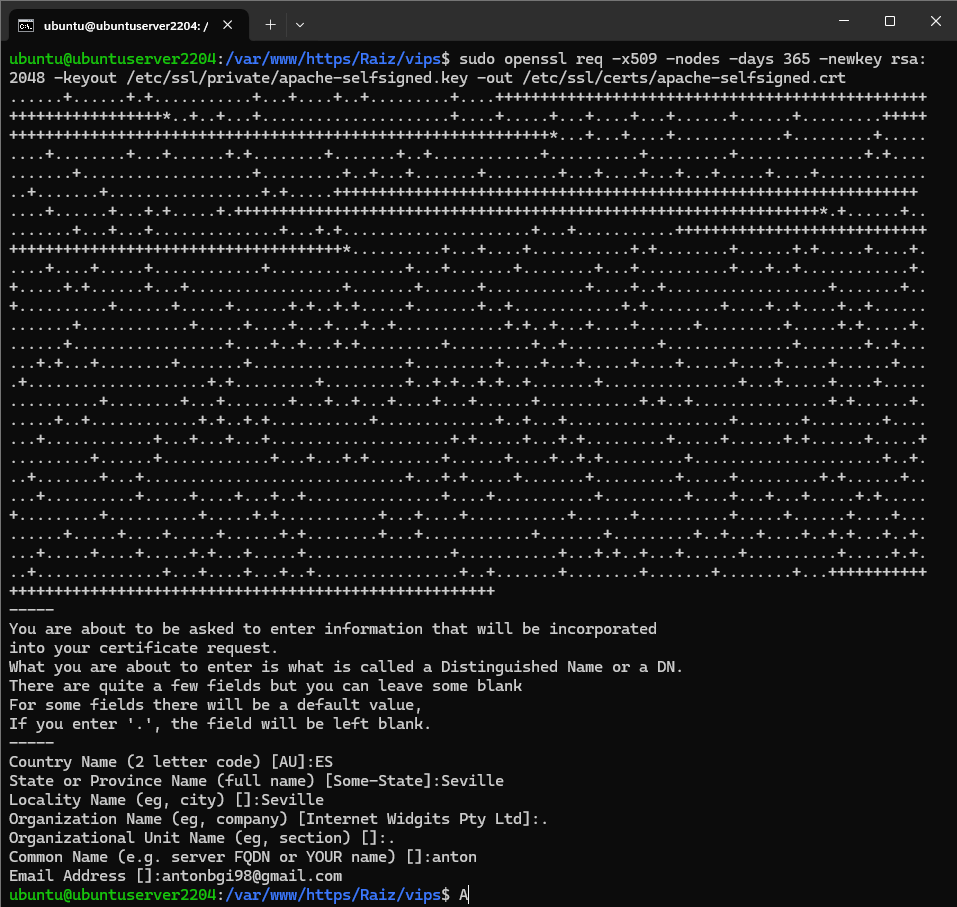 ubuntu@ubuntuserver2204: /
ubuntu@ubuntuserver2204:/var/www/https/Raiz/vips$ sudo openssl req -x509 -nodes -days 365 -newkey rsa:
2048 -keyout /etc/ssl/private/apache-selfsigned.key -out /etc/ssl/certs/apache-selfsigned.crt
-----
You are about to be asked to enter information that will be incorporated
into your certificate request.
What you are about to enter is what is called a Distinguished Name or a DN.
There are quite a few fields but you can leave some blank
For some fields there will be a default value,
If you enter '.', the field will be left blank.
-----
Country Name (2 letter code) [AU]:ES
State or Province Name (full name) [Some-State]:Seville
Locality Name (eg, city) []:Seville
Organization Name (eg, company) [Internet Widgits Pty Ltd]:.
Organizational Unit Name (eg, section) []:.
Common Name (e.g. server FQDN or YOUR name) []:anton
Email Address []:antonbgi98@gmail.com
ubuntu@ubuntuserver2204:/var/www/https/Raiz/vips$ A